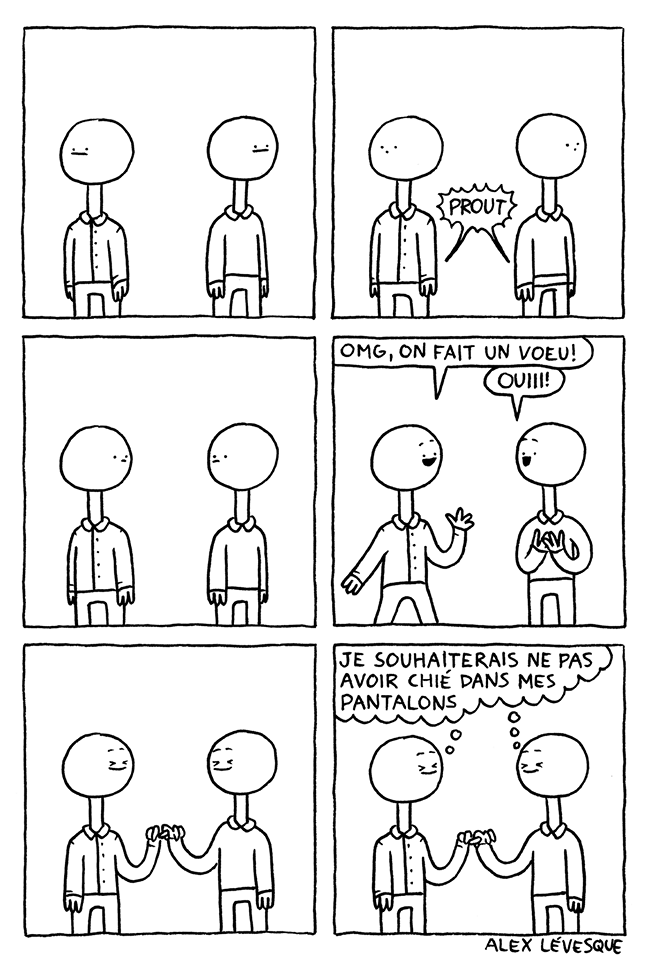 PROUT
OMG, ON FAIT UN VOEU!
OUIII!
JE SOUHAITERAIS NE PAS
AVOIR CHIÉ DANS MES
PANTALONS
ALEX LÉVESQUE